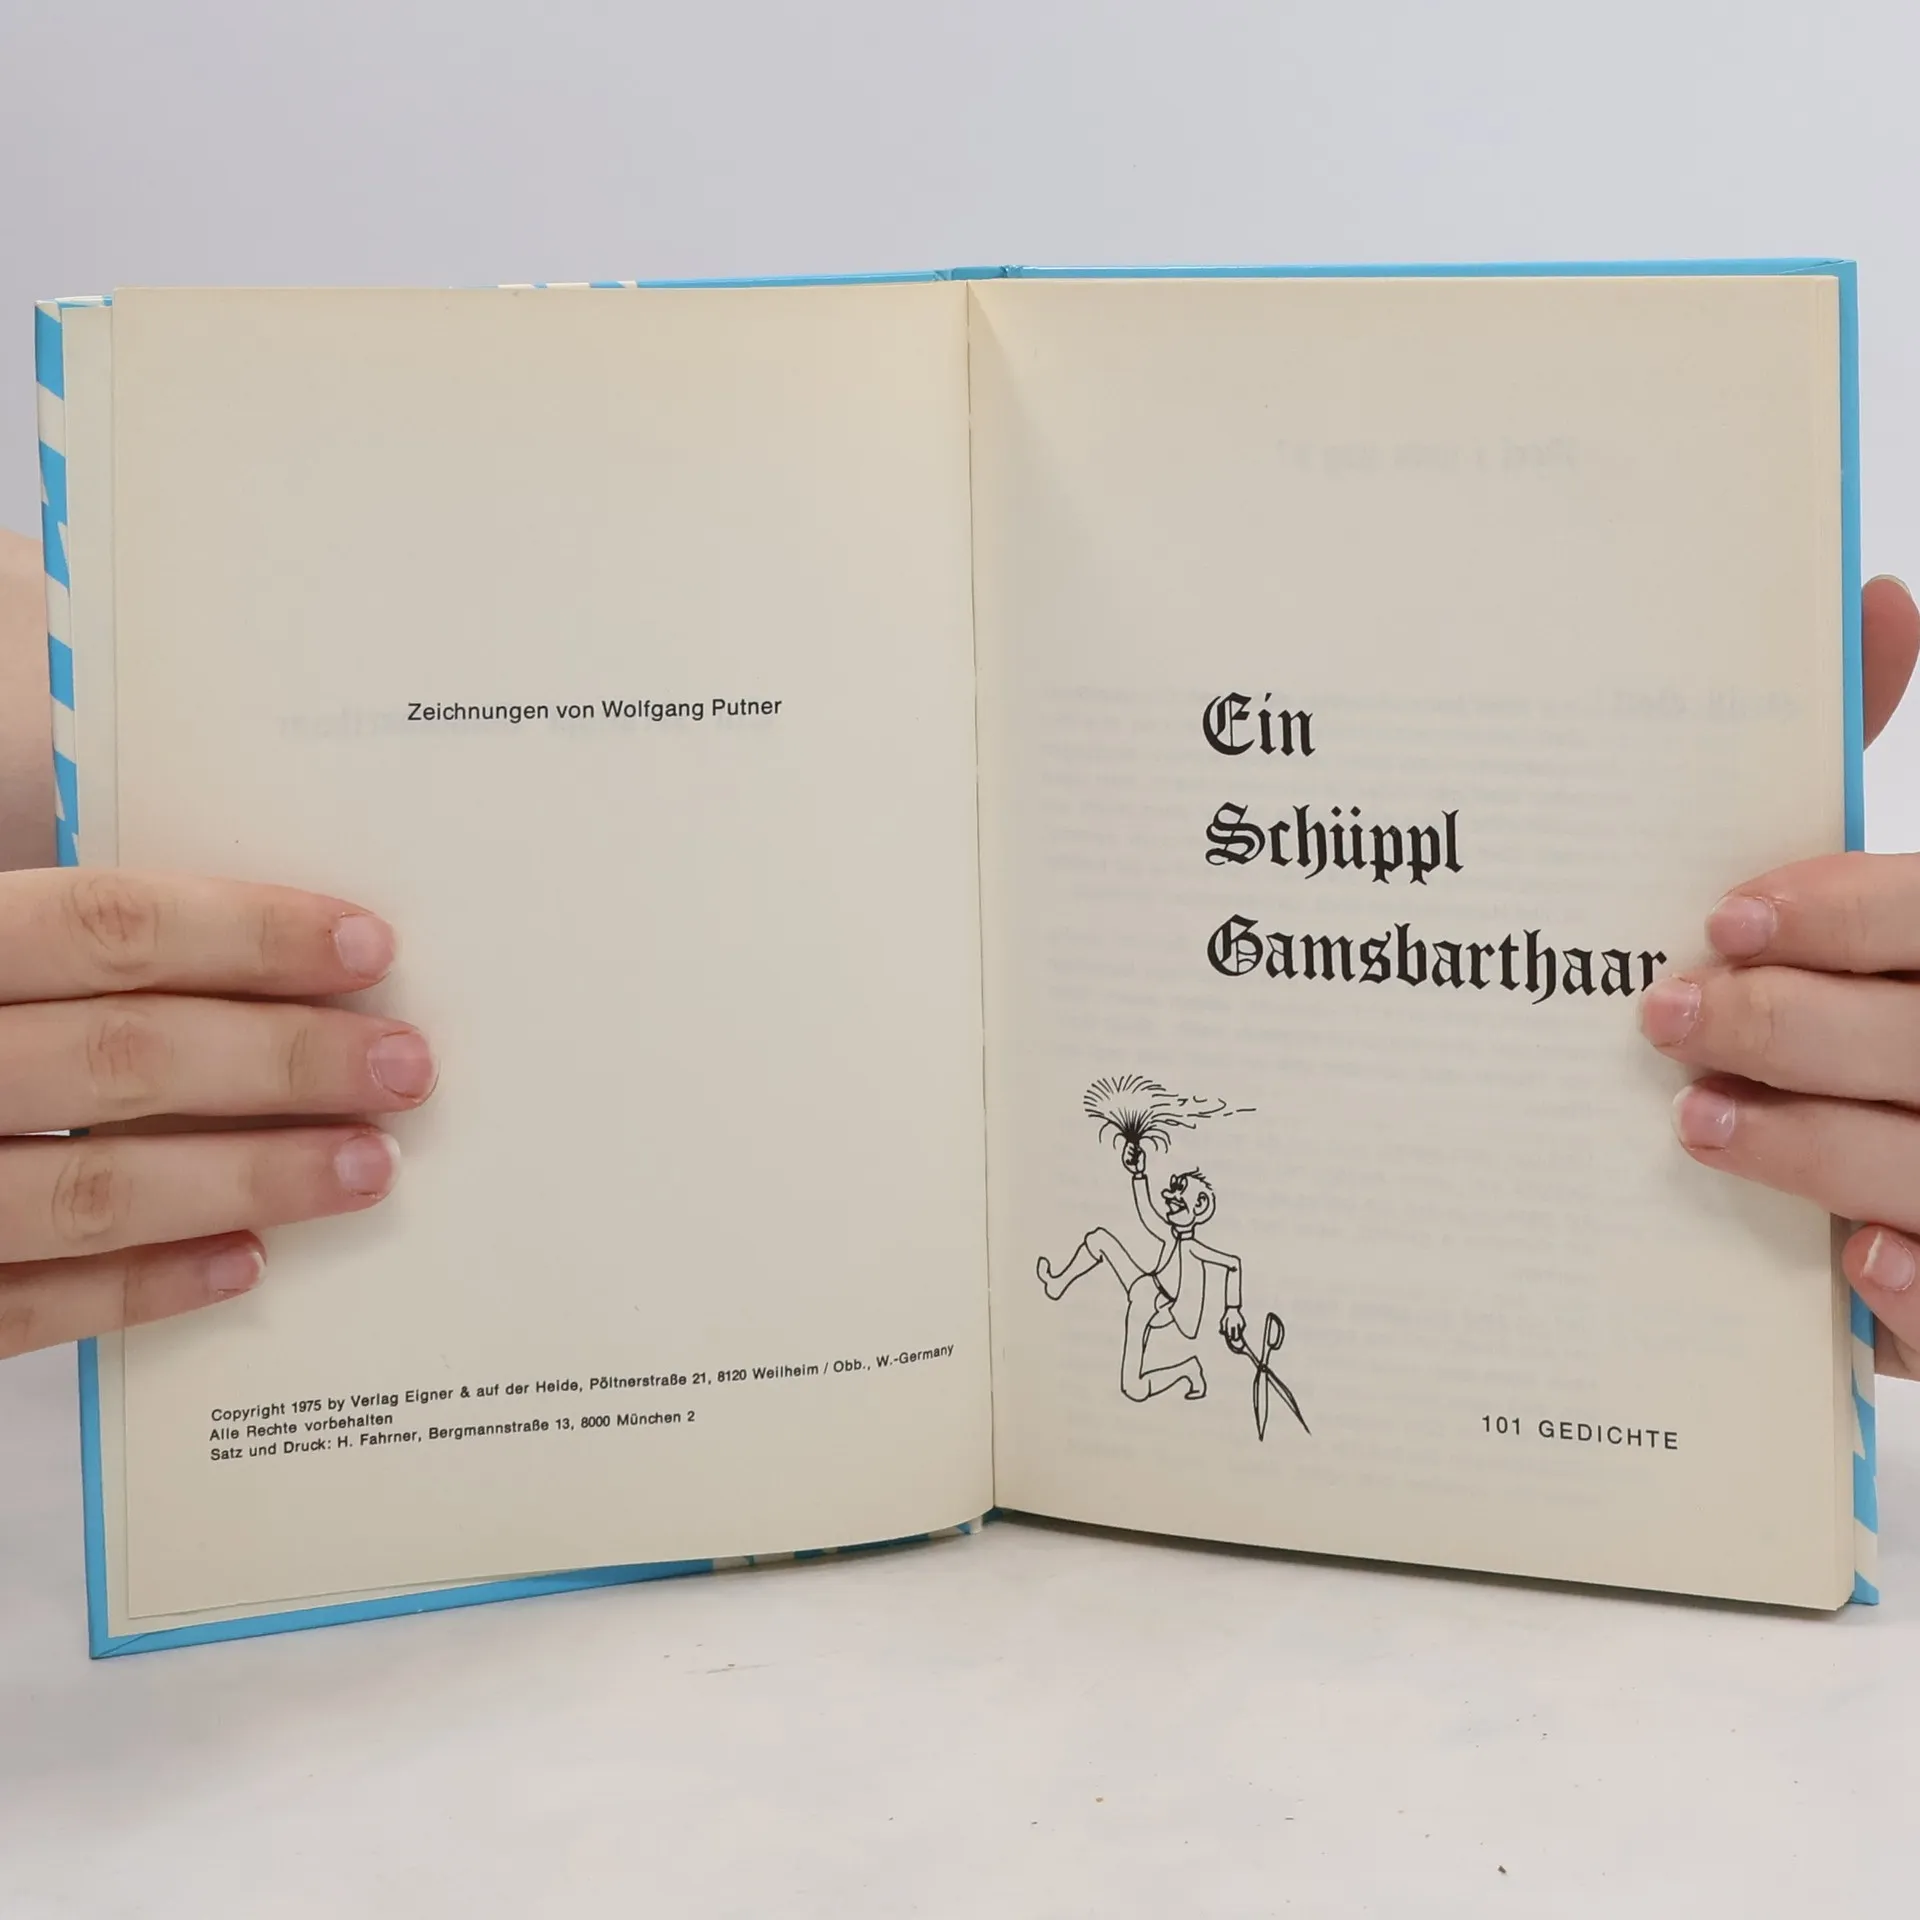 Zeichnungen von Wolfgang Putner
Copyright 1975 by Verlag Eigner & auf der Heide, Pöltnerstraße 21, 8120 Weilheim / Obb., W.-Germany
Alle Rechte vorbehalten
Satz und Druck: H. Fahrner, Bergmannstraße 13, 8000 München 2
Ein
Schüppl
Gamsbarthaar
101 GEDICHTE